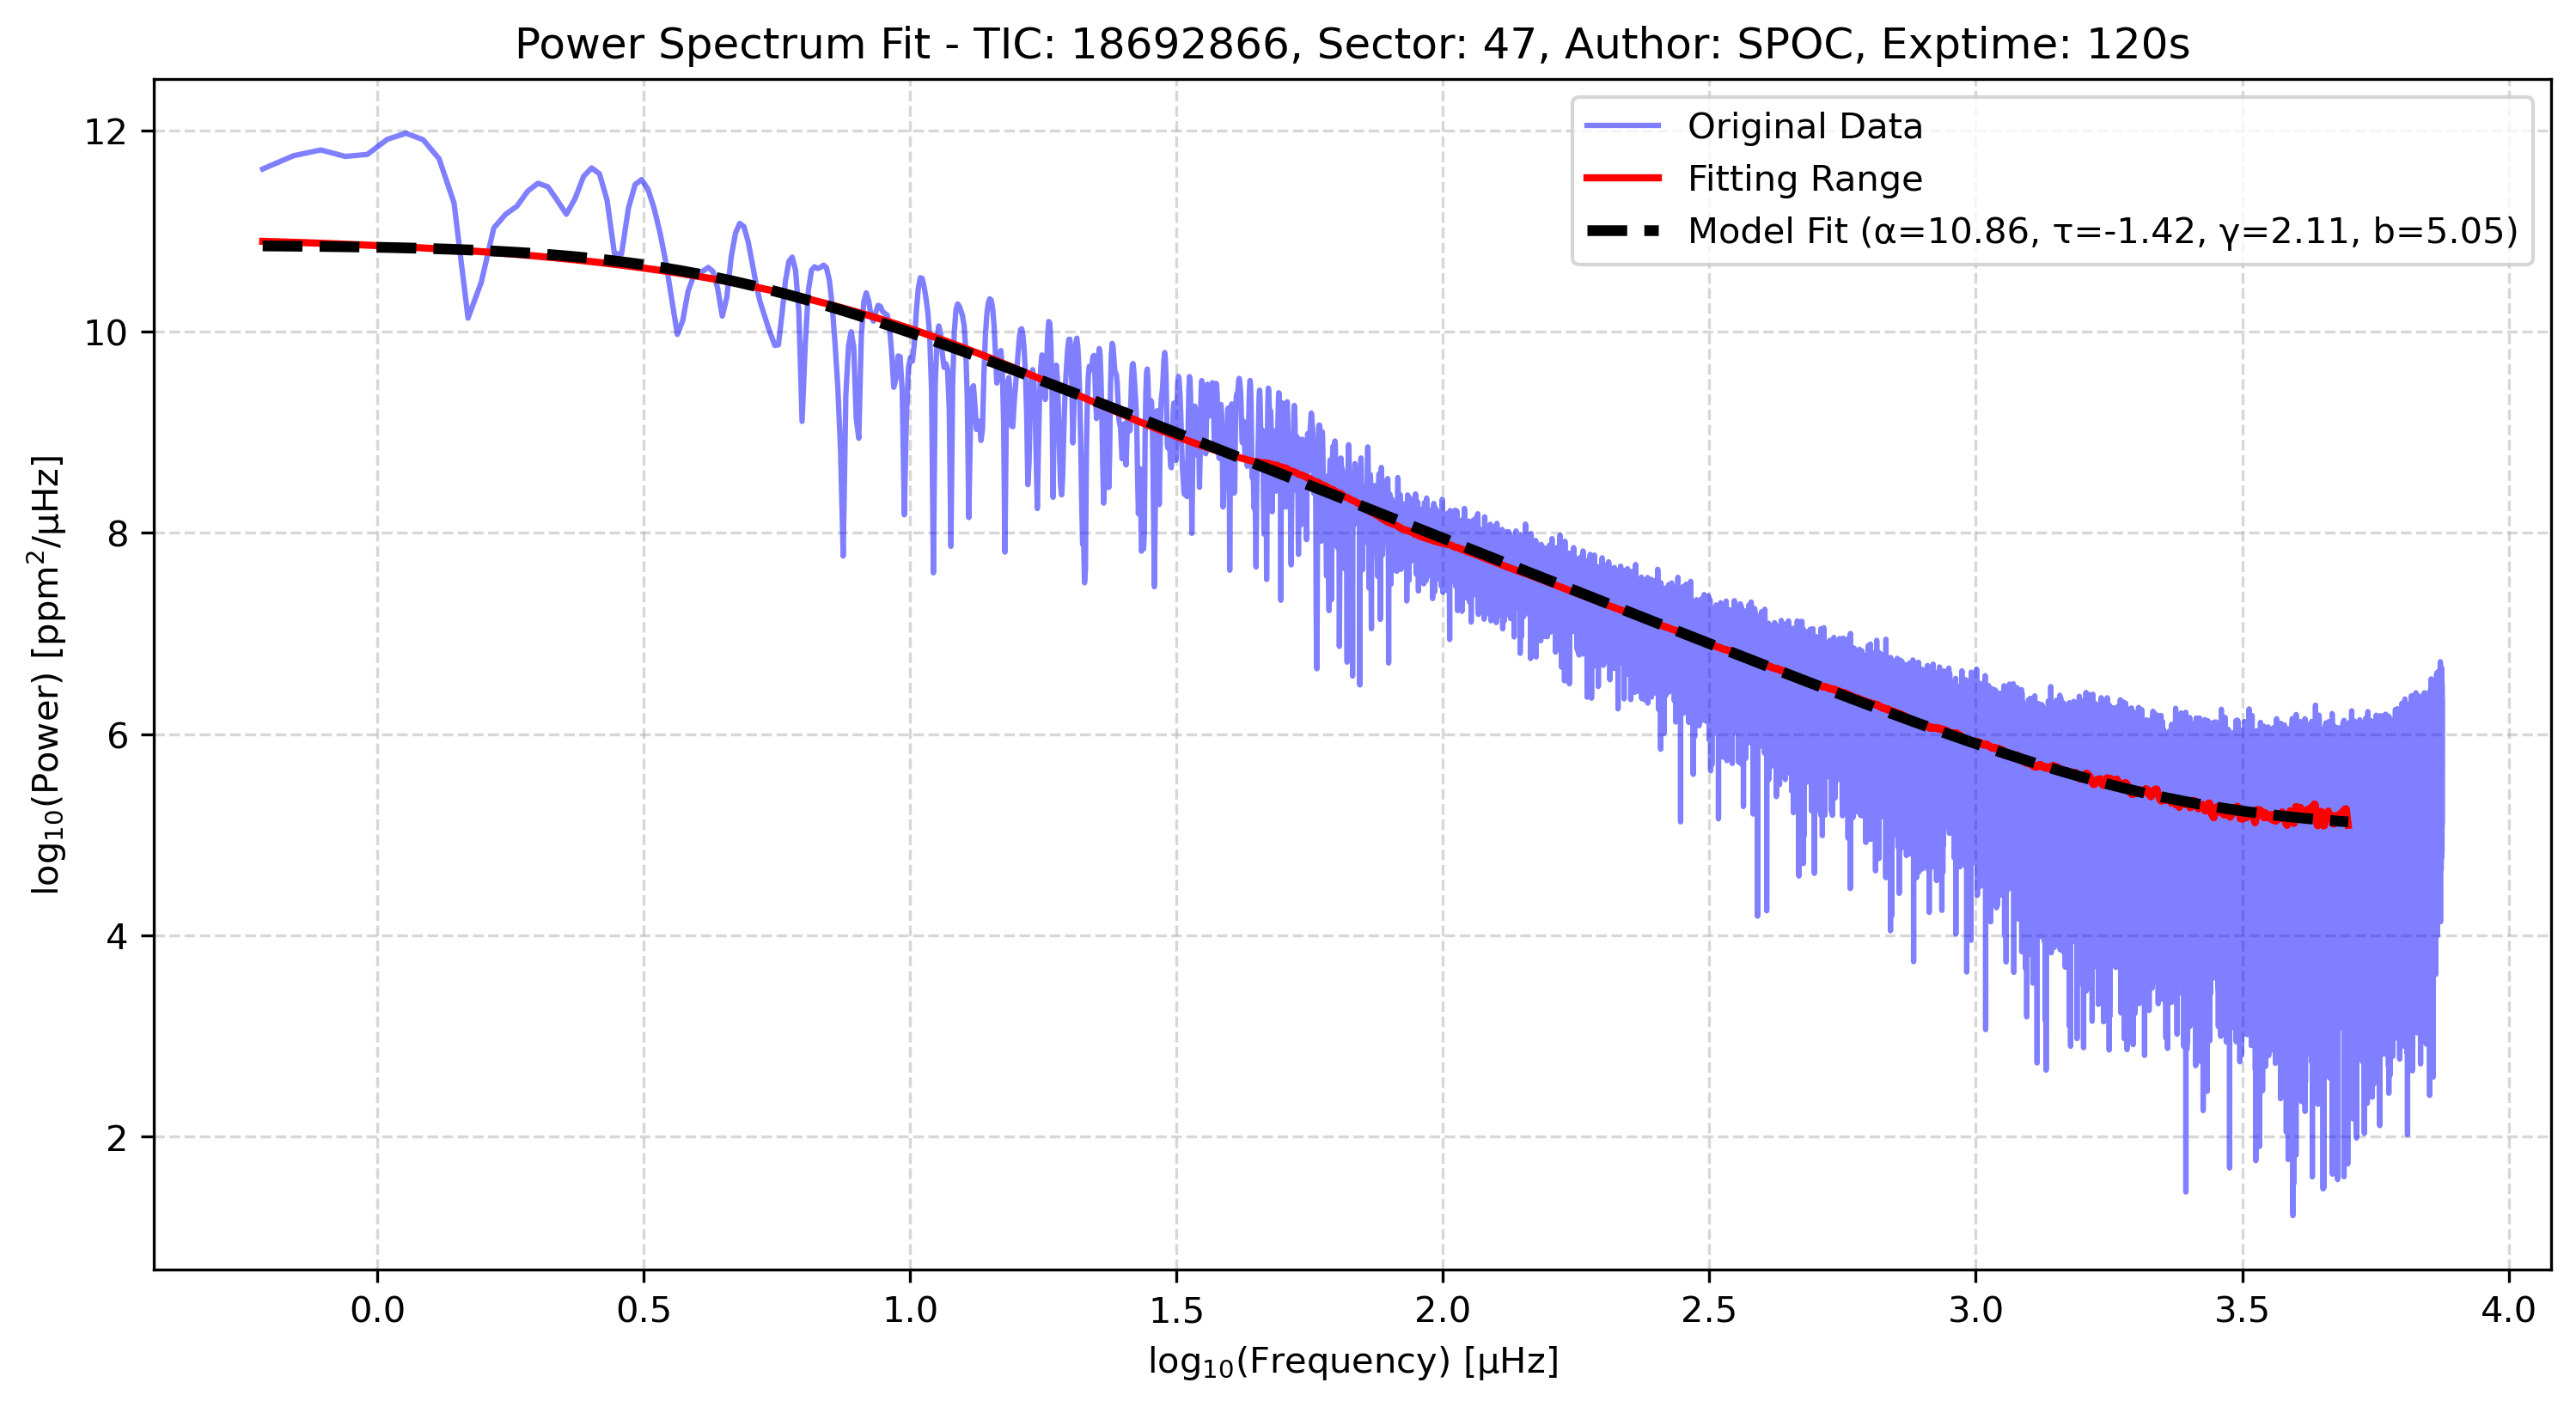 Power Spectrum Fit - TIC: 18692866, Sector: 47, Author: SPOC, Exptime: 120s
Original Data
Fitting Range
Model Fit (α=10.86, τ=-1.42, γ=2.11, b=5.05)
log₁₀(Power) [ppm²/μHz]
12
10
8
6
4
2
0.0 0.5 1.0 1.5 2.0 2.5 3.0 3.5 4.0
log₁₀(Frequency) [μHz]